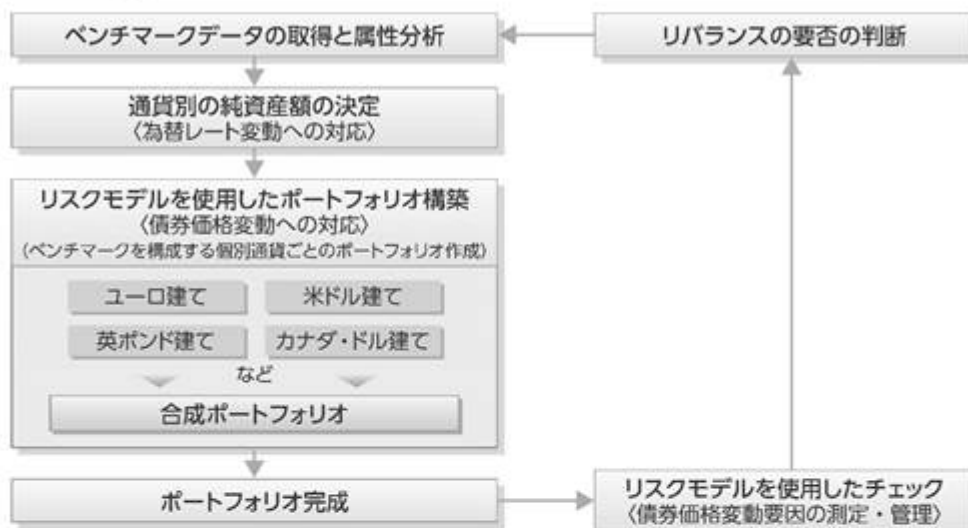 ベンチマークデータの取得と属性分析
リバランスの要否の判断
通貨別の純資産額の決定
〈為替レート変動への対応〉
リスクモデルを使用したポートフォリオ構築
〈債券価格変動への対応〉
(ベンチマークを構成する個別通貨ごとのポートフォリオ作成)
ユーロ建て
米ドル建て
英ポンド建て
カナダ・ドル建て
など
合成ポートフォリオ
ポートフォリオ完成
リスクモデルを使用したチェック
〈債券価格変動要因の測定・管理〉